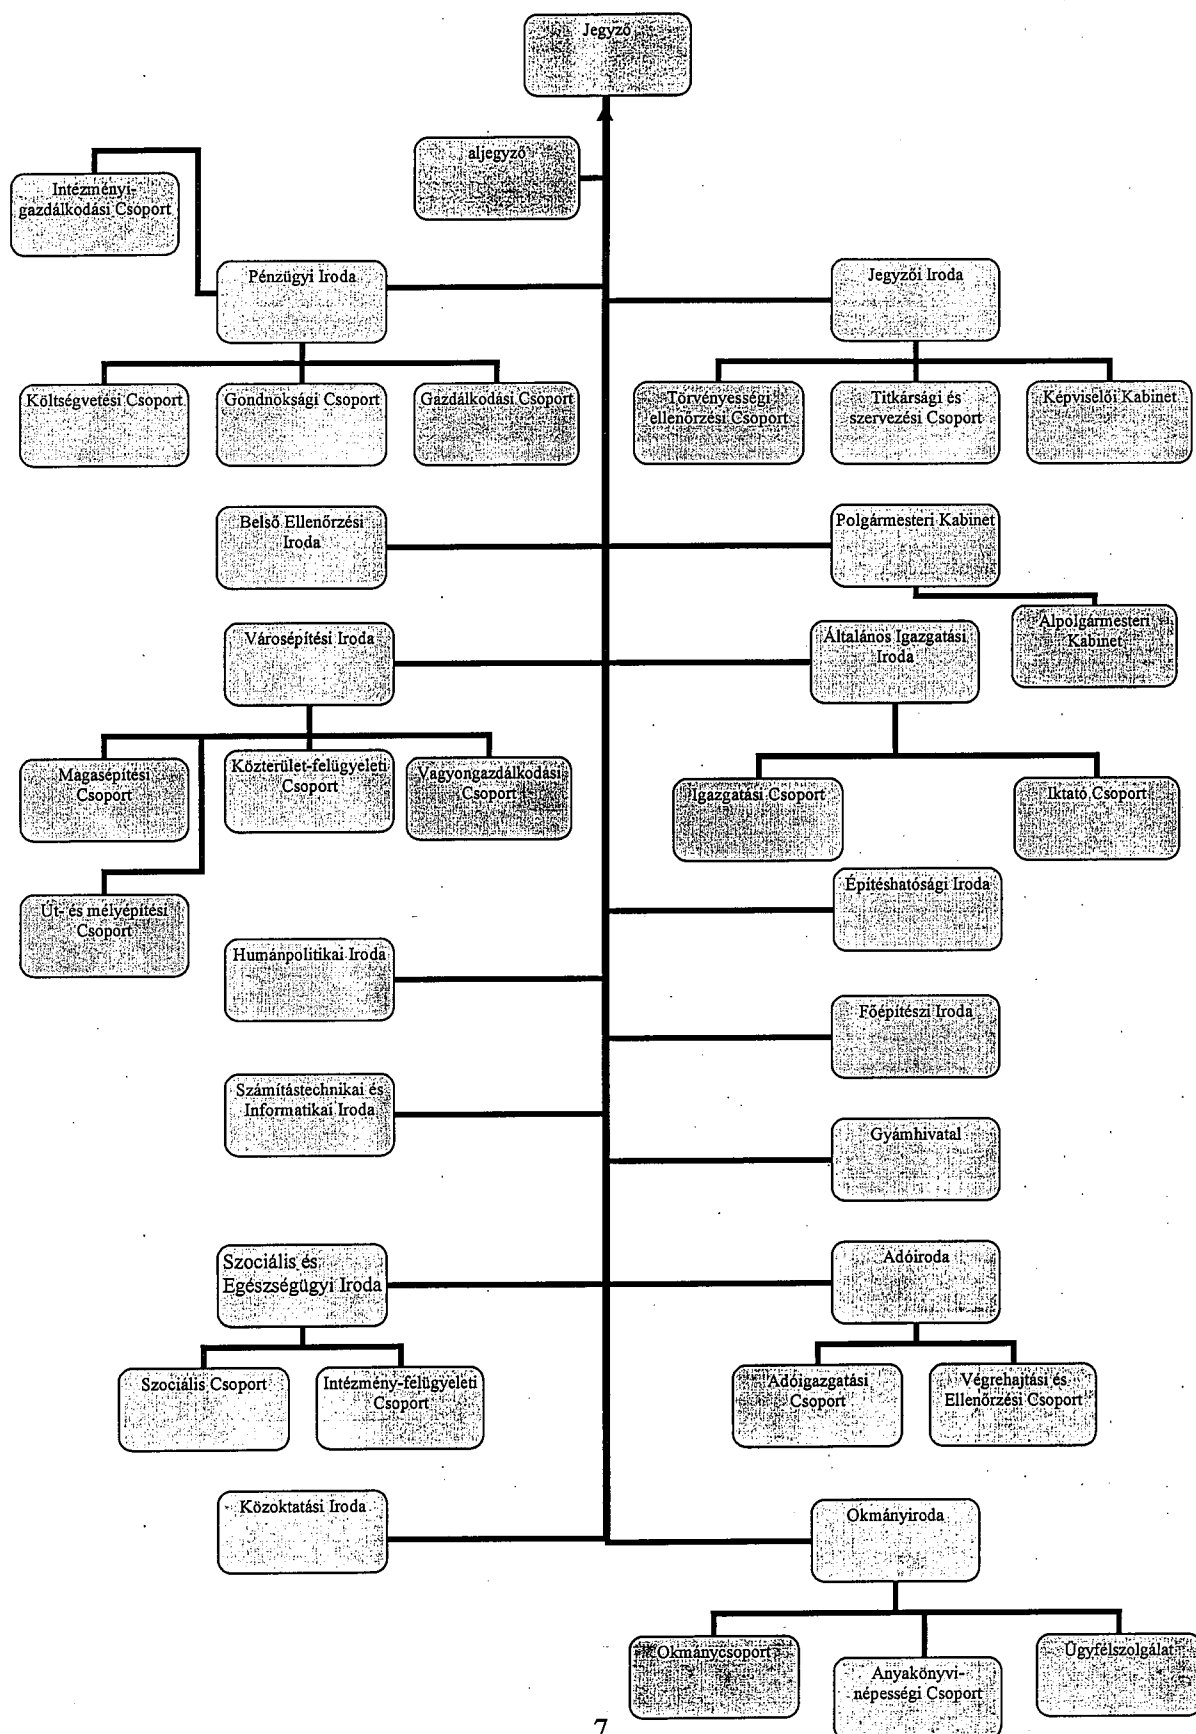 Jegyző
aljegyző
Intézményi-
gazdálkodási Csoport
Pénzügyi Iroda
Jegyzői Iroda
Költségvetési Csoport
Gondnoksági Csoport
Gazdálkodási Csoport
Törvényességi
ellenőrzési Csoport
Titkársági és
szervezési Csoport
Képviselői Kabinet
Belső Ellenőrzési
Iroda
Polgármesteri Kabinet
Alpolgármesteri
Kabinet
Városépítési Iroda
Általános Igazgatási
Iroda
Magasépítési
Csoport
Közterület-felügyeleti
Csoport
Vagyongazdálkodási
Csoport
Igazgatási Csoport
Iktató Csoport
Út- és mélyépítési
Csoport
Építéshatósági Iroda
Humánpolitikai Iroda
Főépítészi Iroda
Számítástechnikai és
Informatikai Iroda
Gyámhivatal
Szociális és
Egészségügyi Iroda
Adóiroda
Szociális Csoport
Intézmény-felügyeleti
Csoport
Adóigazgatási
Csoport
Végrehajtási és
Ellenőrzési Csoport
Közoktatási Iroda
Okmányiroda
Okmánycsoport
Anyakönyvi-
népességi Csoport
Ügyfélszolgálat
7